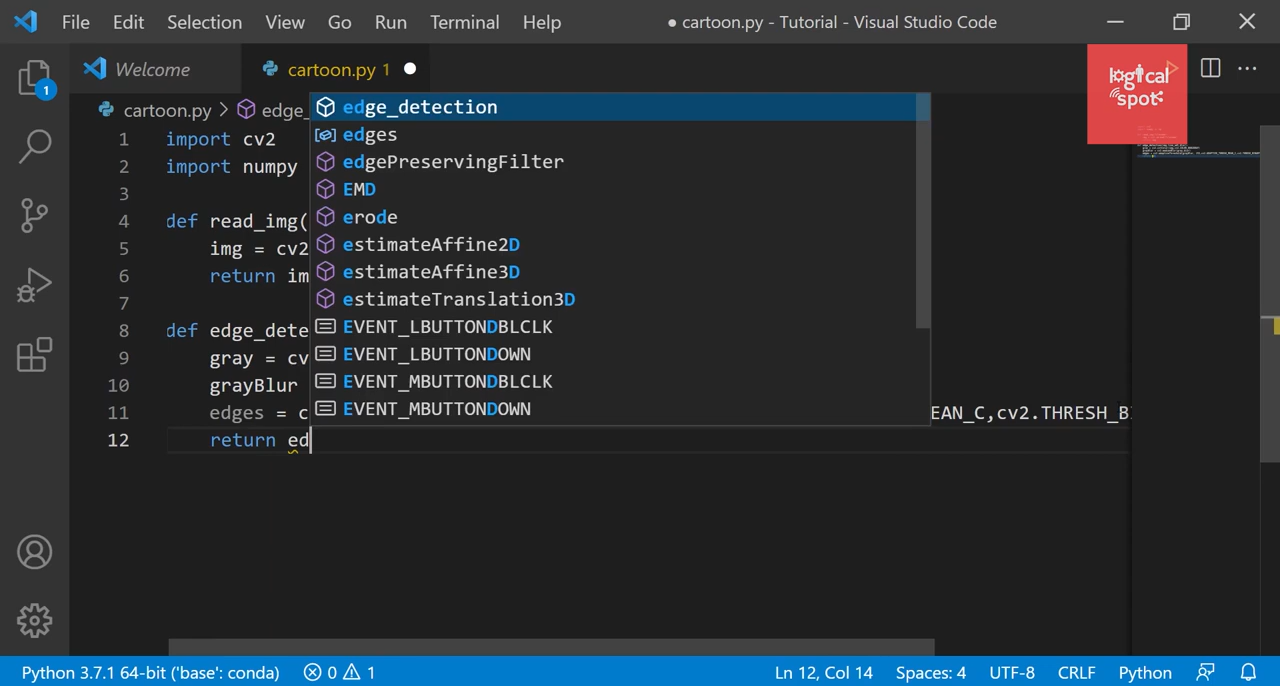 File Edit Selection View Go Run Terminal Help ● cartoon.py - Tutorial - Visual Studio Code
Welcome cartoon.py 1
logical spot
1
cartoon.py > edge_
1 import cv2
2 import numpy
3
4 def read_img(
5 img = cv2
6 return im
7
8 def edge_dete
9 gray = cv
10 grayBlur
11 edges = c EAN_C,cv2.THRESH_B
12 return ed
edge_detection
edges
edgePreservingFilter
EMD
erode
estimateAffine2D
estimateAffine3D
estimateTranslation3D
EVENT_LBUTTONDBLCLK
EVENT_LBUTTONDOWN
EVENT_MBUTTONDBLCLK
EVENT_MBUTTONDOWN
Python 3.7.1 64-bit ('base': conda) 0 1 Ln 12, Col 14 Spaces: 4 UTF-8 CRLF Python